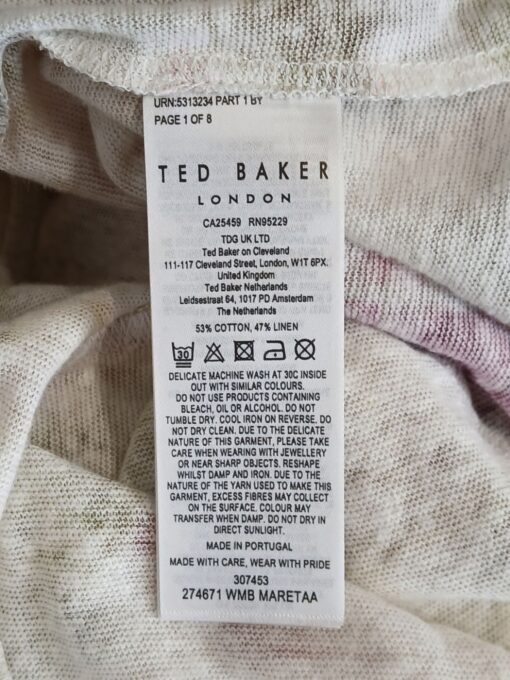 URN:5313234 PART 1 BY
PAGE 1 OF 8
TED BAKER
LONDON
CA25459 RN95229
TDG UK LTD
Ted Baker on Cleveland
111-117 Cleveland Street, London, W1T 6PX.
United Kingdom
Ted Baker Netherlands
Leidsestraat 64, 1017 PD Amsterdam
The Netherlands
53% COTTON, 47% LINEN
30
DELICATE MACHINE WASH AT 30C INSIDE
OUT WITH SIMILAR COLOURS.
DO NOT USE PRODUCTS CONTAINING
BLEACH, OIL OR ALCOHOL. DO NOT
TUMBLE DRY. COOL IRON ON REVERSE. DO
NOT DRY CLEAN. DUE TO THE DELICATE
NATURE OF THIS GARMENT, PLEASE TAKE
CARE WHEN WEARING WITH JEWELLERY
OR NEAR SHARP OBJECTS. RESHAPE
WHILST DAMP AND IRON. DUE TO THE
NATURE OF THE YARN USED TO MAKE THIS
GARMENT, EXCESS FIBRES MAY COLLECT
ON THE SURFACE. COLOUR MAY
TRANSFER WHEN DAMP. DO NOT DRY IN
DIRECT SUNLIGHT.
MADE IN PORTUGAL
MADE WITH CARE, WEAR WITH PRIDE
307453
274671 WMB MARETAA